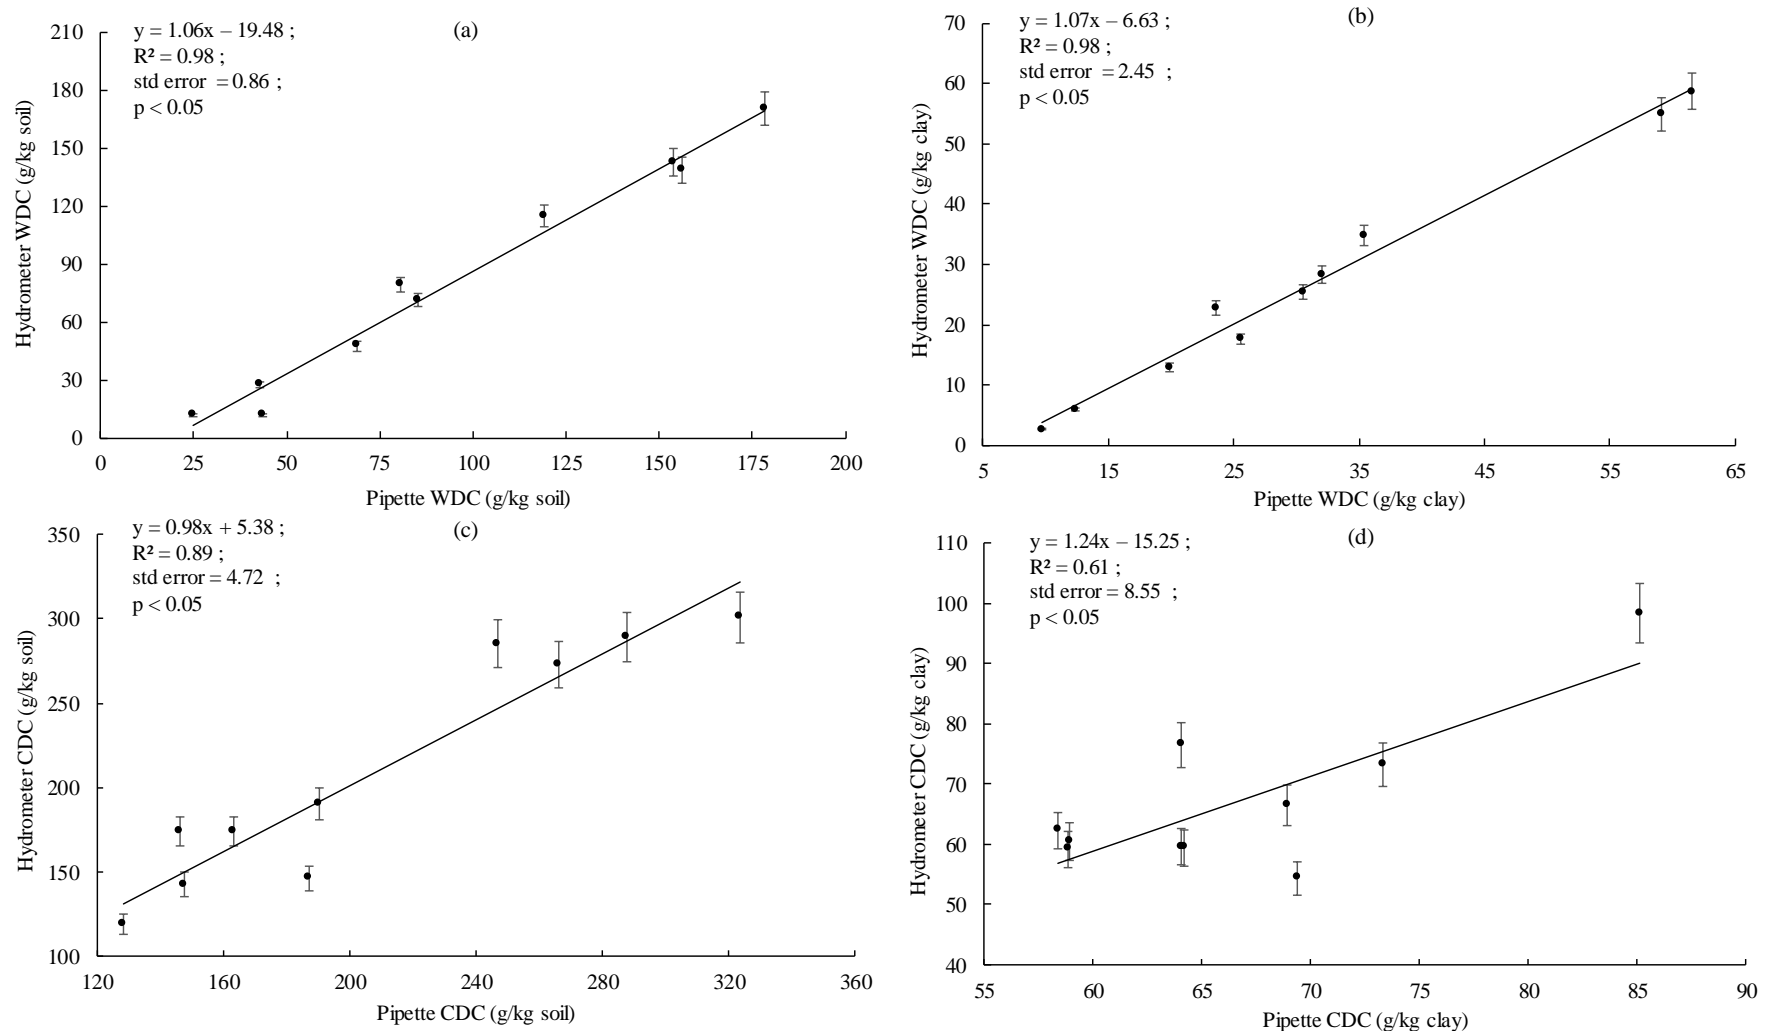 y = 1.06x – 19.48 ;
R² = 0.98 ;
std error = 0.86 ;
p < 0.05
(a)
Hydrometer WDC (g/kg soil)
210
180
150
120
90
60
30
0
0 25 50 75 100 125 150 175 200
Pipette WDC (g/kg soil)
y = 1.07x – 6.63 ;
R² = 0.98 ;
std error = 2.45 ;
p < 0.05
(b)
Hydrometer WDC (g/kg clay)
70
60
50
40
30
20
10
0
5 15 25 35 45 55 65
Pipette WDC (g/kg clay)
y = 0.98x + 5.38 ;
R² = 0.89 ;
std error = 4.72 ;
p < 0.05
(c)
Hydrometer CDC (g/kg soil)
350
300
250
200
150
100
120 160 200 240 280 320 360
Pipette CDC (g/kg soil)
y = 1.24x – 15.25 ;
R² = 0.61 ;
std error = 8.55 ;
p < 0.05
(d)
Hydrometer CDC (g/kg clay)
110
100
90
80
70
60
50
40
55 60 65 70 75 80 85 90
Pipette CDC (g/kg clay)